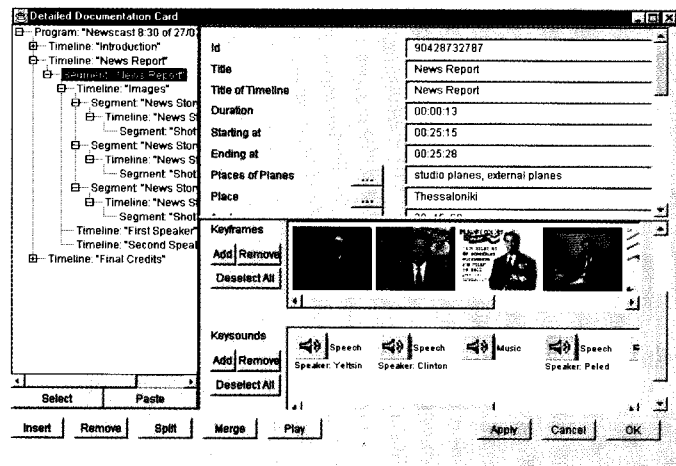 Detailed Documentation Card
Program: "Newscast 8:30 of 27/0
Timeline: "Introduction"
Timeline: "News Report"
Segment: "News Report"
Timeline: "Images"
Segment: "News Stor
Timeline: "News S
Segment: "Shot
Segment: "News Stor
Timeline: "News S
Segment: "Shot
Segment: "News Stor
Timeline: "News S
Segment: "Shot
Timeline: "First Speaker"
Timeline: "Second Speal
Timeline: "Final Credits"
Select Paste
Id 90428732787
Title News Report
Title of Timeline News Report
Duration 00:00:13
Starting at 00:25:15
Ending at 00:25:28
Places of Planes ... studio planes, external planes
Place ... Thessaloniki
Keyframes
Add Remove
Deselect All
Keysounds
Speech Speech Music Speech
Add Remove
Speaker: Yeltsin Speaker: Clinton Speaker: Peled
Deselect All
Insert Remove Split Merge Play Apply Cancel OK